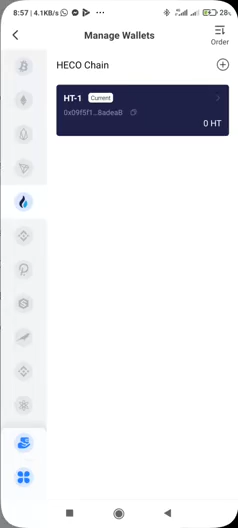 8:57 | 4.1KB/s
28
Manage Wallets
Order
HECO Chain
HT-1 Current
0x09f5f1...8adeaB
0 HT